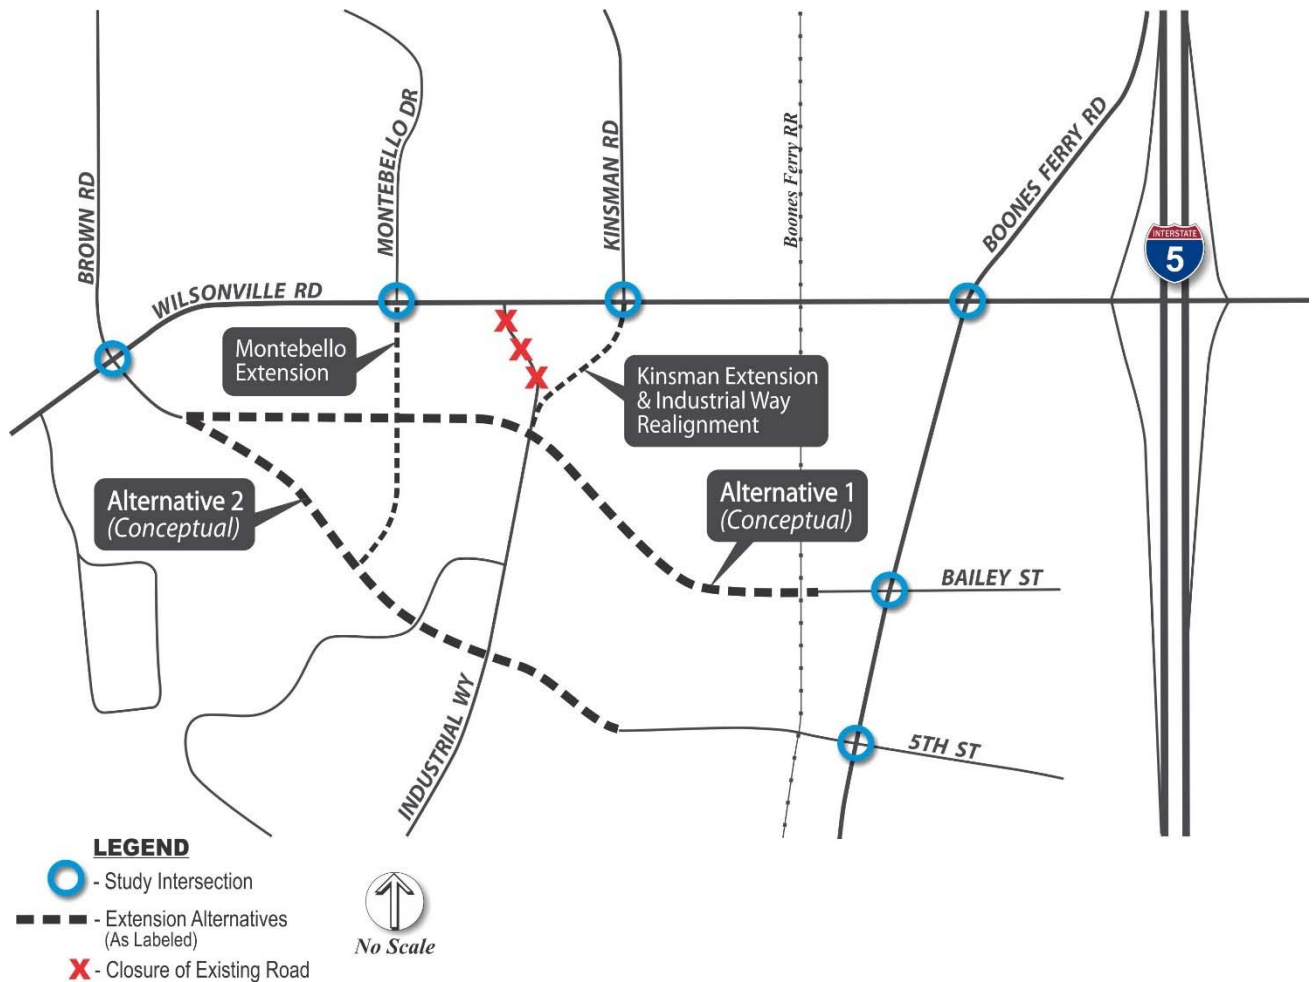 BROWN RD
MONTEBELLO DR
KINSMAN RD
Boones Ferry RR
BOONES FERRY RD
INTERSTATE
5
WILSONVILLE RD
Montebello
Extension
Kinsman Extension
& Industrial Way
Realignment
Alternative 2
(Conceptual)
Alternative 1
(Conceptual)
BAILEY ST
INDUSTRIAL WY
5TH ST
LEGEND
- Study Intersection
- Extension Alternatives
(As Labeled)
X - Closure of Existing Road
No Scale